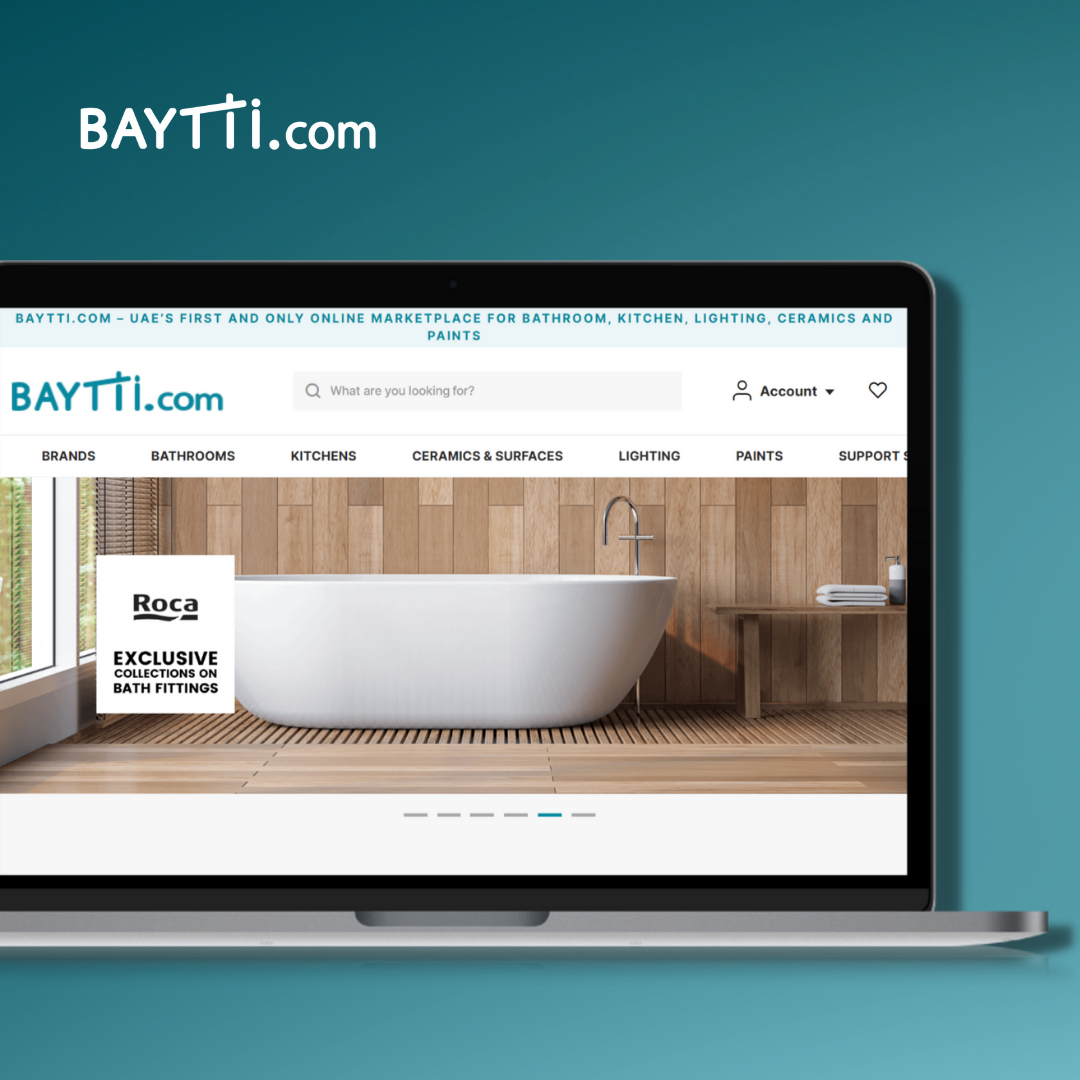 BAYTTI.com
BAYTTI.COM – UAE'S FIRST AND ONLY ONLINE MARKETPLACE FOR BATHROOM, KITCHEN, LIGHTING, CERAMICS AND
PAINTS
BAYTTI.com
What are you looking for?
Account
BRANDS BATHROOMS KITCHENS CERAMICS & SURFACES LIGHTING PAINTS SUPPORT S
Roca
EXCLUSIVE
COLLECTIONS ON
BATH FITTINGS